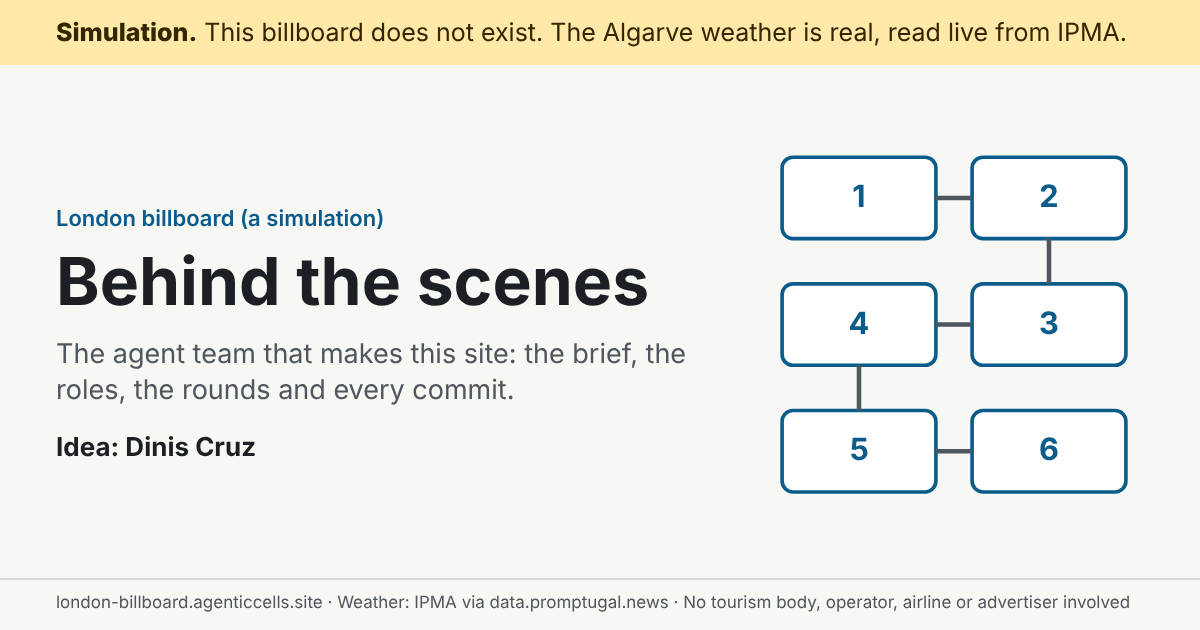 Simulation. This billboard does not exist. The Algarve weather is real, read live from IPMA.
London billboard (a simulation)
Behind the scenes
The agent team that makes this site: the brief, the
roles, the rounds and every commit.
Idea: Dinis Cruz
1
2
4
3
5
6
london-billboard.agenticcells.site · Weather: IPMA via data.promptugal.news · No tourism body, operator, airline or advertiser involved